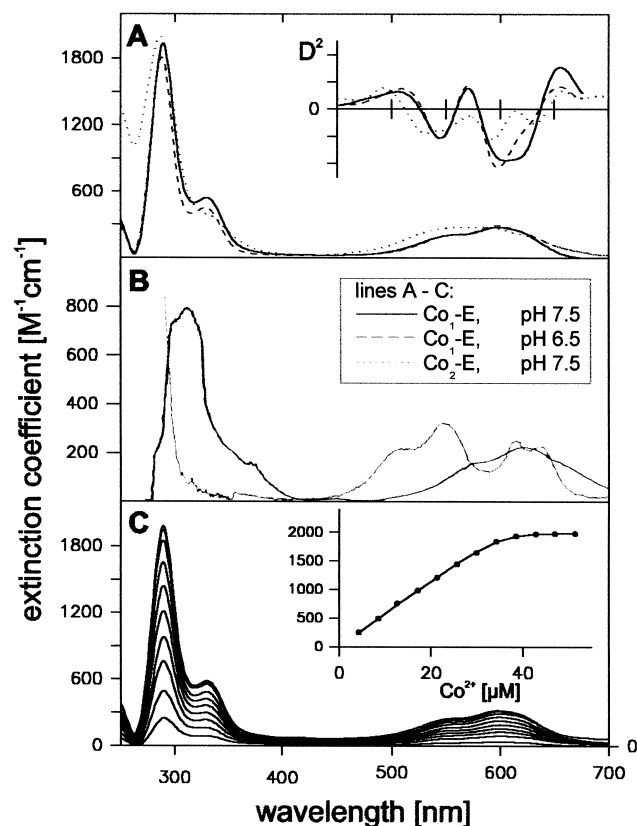 A
D²
1800
1200
600
0
extinction coefficient [M⁻¹cm⁻¹]
B
lines A - C:
Co₁-E, pH 7.5
Co₁-E, pH 6.5
Co₂-E, pH 7.5
800
600
400
200
C
1800
1200
600
0
2000
1500
1000
500
0
0 20 40
Co²⁺ [µM]
0
300 400 500 600 700
wavelength [nm]